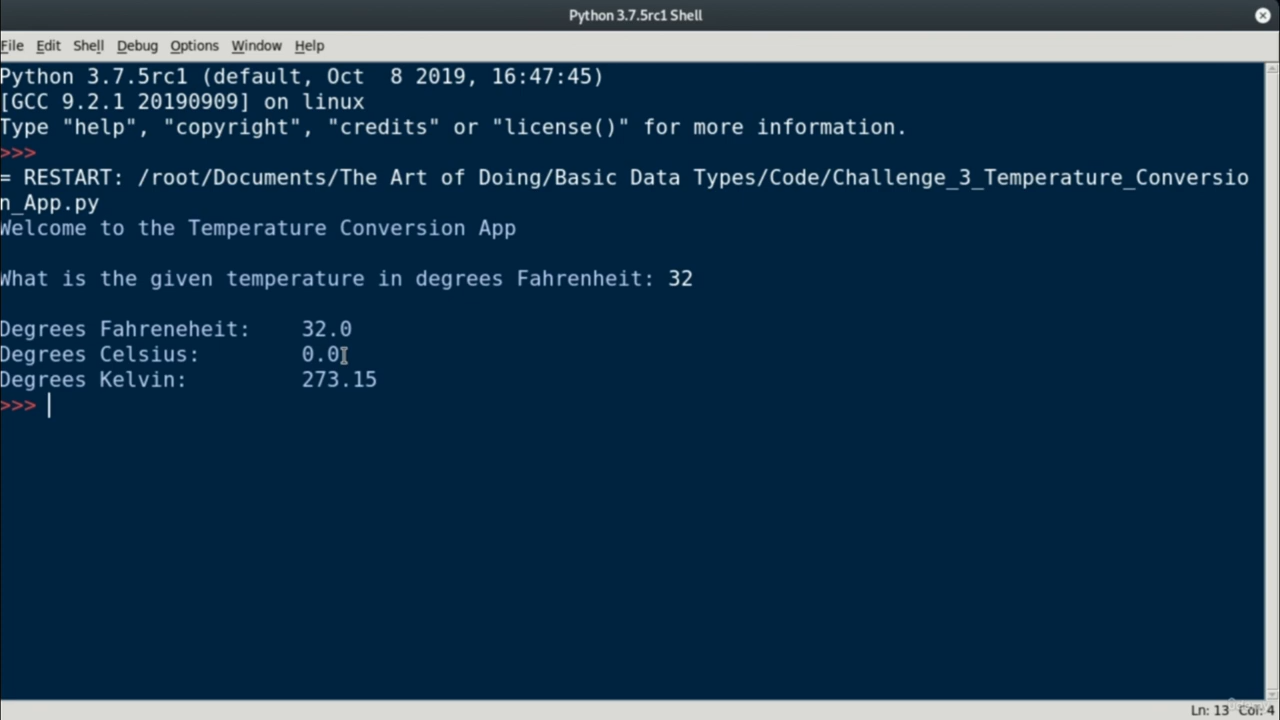 Python 3.7.5rc1 Shell
File Edit Shell Debug Options Window Help
Python 3.7.5rc1 (default, Oct  8 2019, 16:47:45)
[GCC 9.2.1 20190909] on linux
Type "help", "copyright", "credits" or "license()" for more information.
>>>
= RESTART: /root/Documents/The Art of Doing/Basic Data Types/Code/Challenge_3_Temperature_Conversio
n_App.py
Welcome to the Temperature Conversion App
What is the given temperature in degrees Fahrenheit: 32
Degrees Fahreneheit:    32.0
Degrees Celsius:        0.0
Degrees Kelvin:         273.15
>>>
Ln: 13 Col: 4